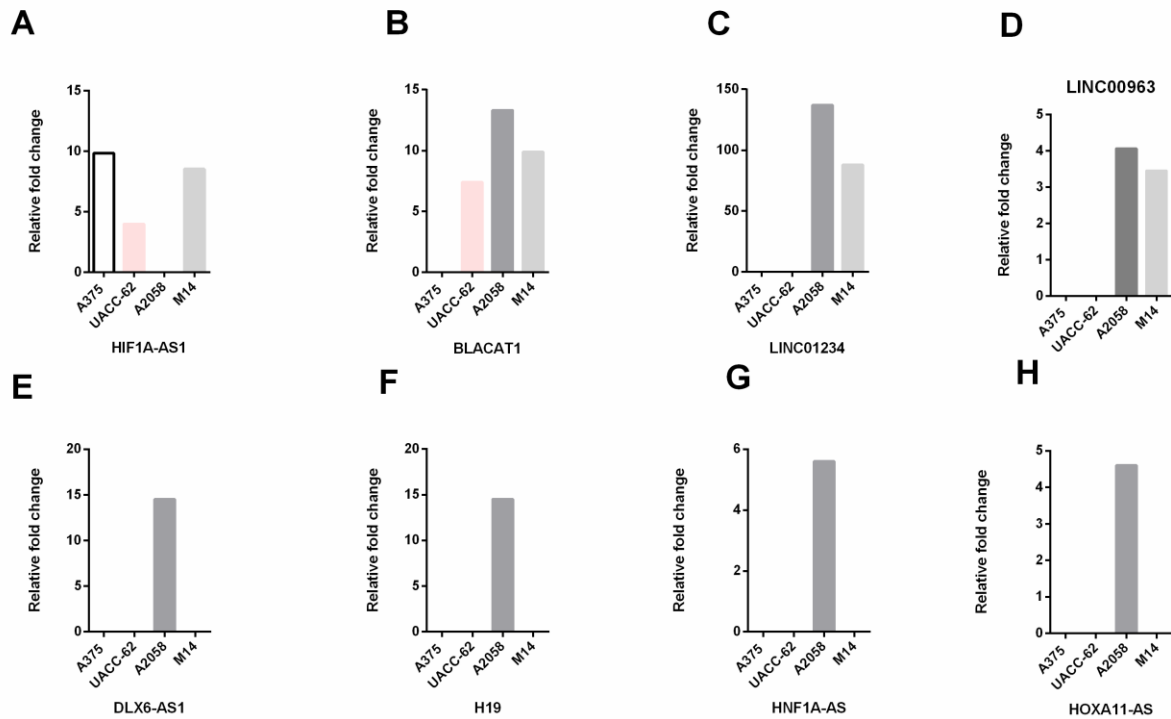 A
Relative fold change
15
10
5
0
A375
UACC-62
A2058
M14
HIF1A-AS1
B
Relative fold change
15
10
5
0
A375
UACC-62
A2058
M14
BLACAT1
C
Relative fold change
150
100
50
0
A375
UACC-62
A2058
M14
LINC01234
D
LINC00963
Relative fold change
5
4
3
2
1
0
A375
UACC-62
A2058
M14
E
Relative fold change
20
15
10
5
0
A375
UACC-62
A2058
M14
DLX6-AS1
F
Relative fold change
20
15
10
5
0
A375
UACC-62
A2058
M14
H19
G
Relative fold change
6
4
2
0
A375
UACC-62
A2058
M14
HNF1A-AS
H
Relative fold change
5
4
3
2
1
0
A375
UACC-62
A2058
M14
HOXA11-AS